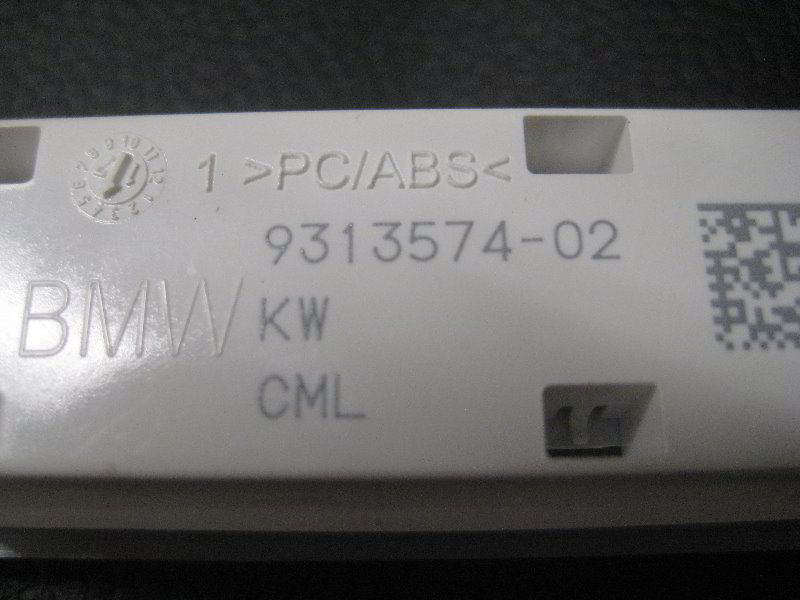 1 >PC/ABS<
9313574-02
BMW KW
CML